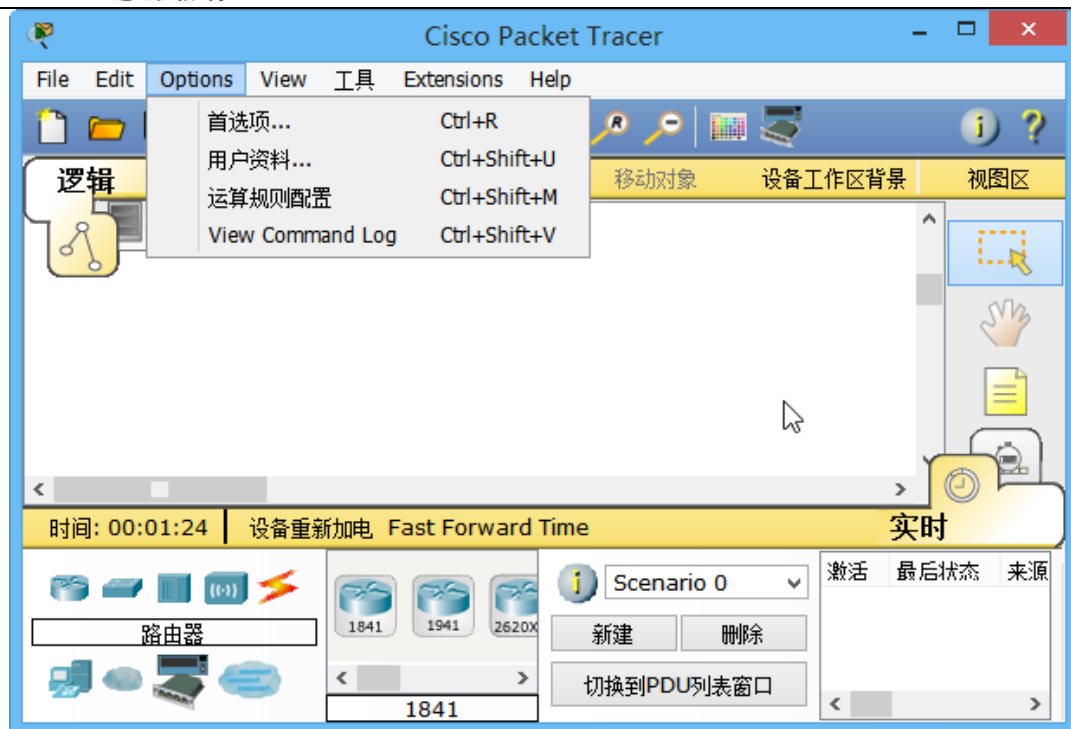 Cisco Packet Tracer
File Edit Options View 工具 Extensions Help
首选项... Ctrl+R
用户资料... Ctrl+Shift+U
运算规则配置 Ctrl+Shift+M
View Command Log Ctrl+Shift+V
逻辑 移动对象 设备工作区背景 视图区
时间: 00:01:24 设备重新加电 Fast Forward Time 实时
Scenario 0 激活 最后状态 来源
1841 1941 2620X
路由器 新建 删除
切换到PDU列表窗口
1841